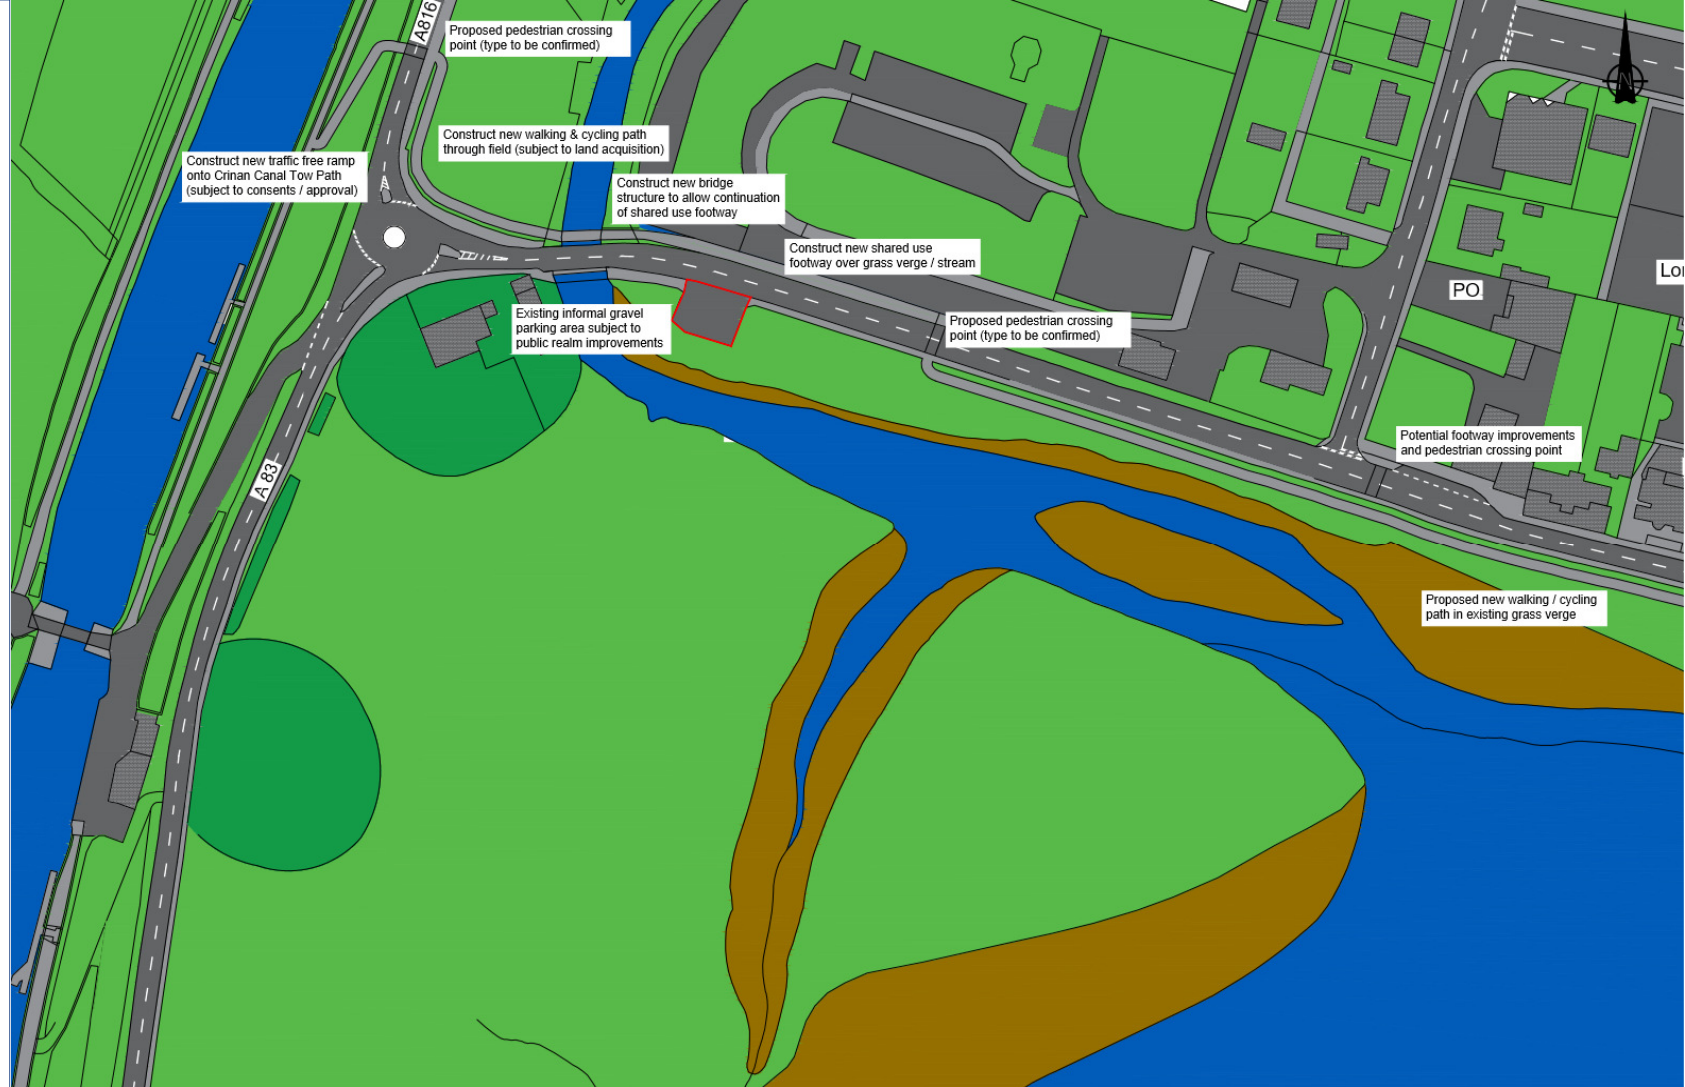 A816
Proposed pedestrian crossing
point (type to be confirmed)
N
Construct new walking & cycling path
through field (subject to land acquisition)
Construct new traffic free ramp
onto Crinan Canal Tow Path
(subject to consents / approval)
Construct new bridge
structure to allow continuation
of shared use footway
Construct new shared use
footway over grass verge / stream
Lo
PO
Existing informal gravel
parking area subject to
public realm improvements
Proposed pedestrian crossing
point (type to be confirmed)
Potential footway improvements
and pedestrian crossing point
A 83
Proposed new walking / cycling
path in existing grass verge